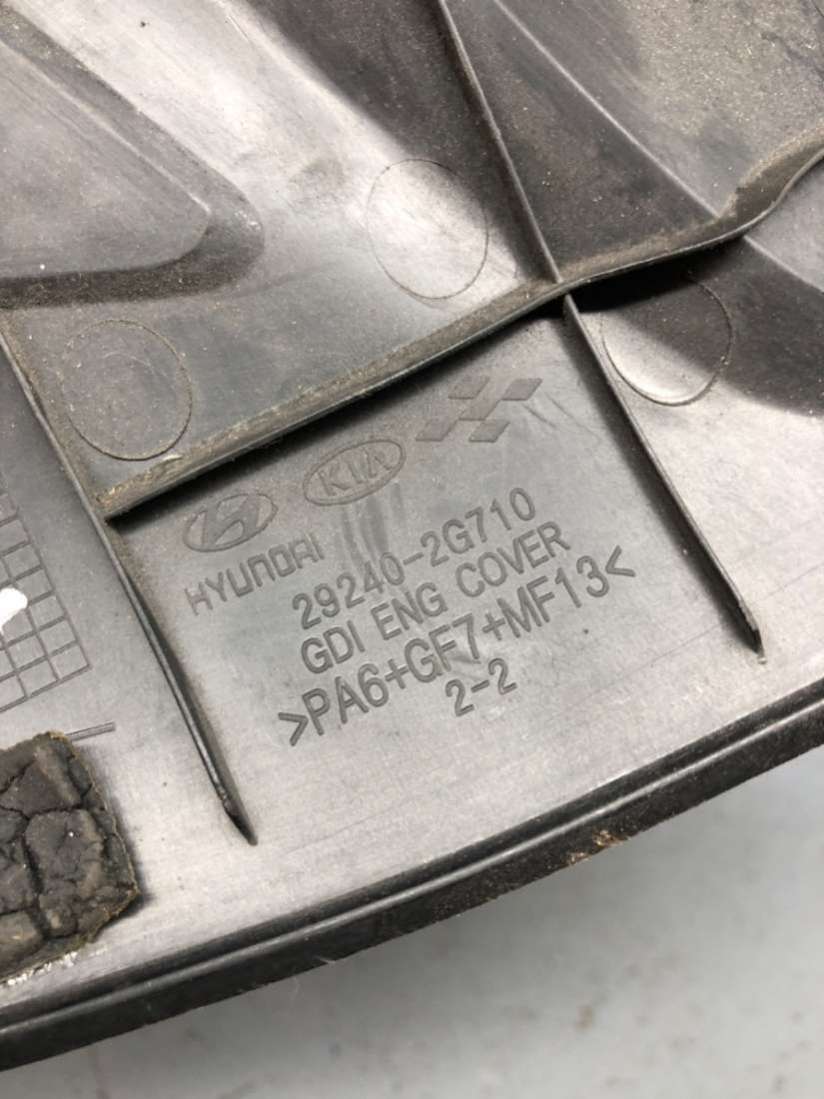 HYUNDAI
KIA
29240-2G710
GDI ENG COVER
>PA6+GF7+MF13<
2-2